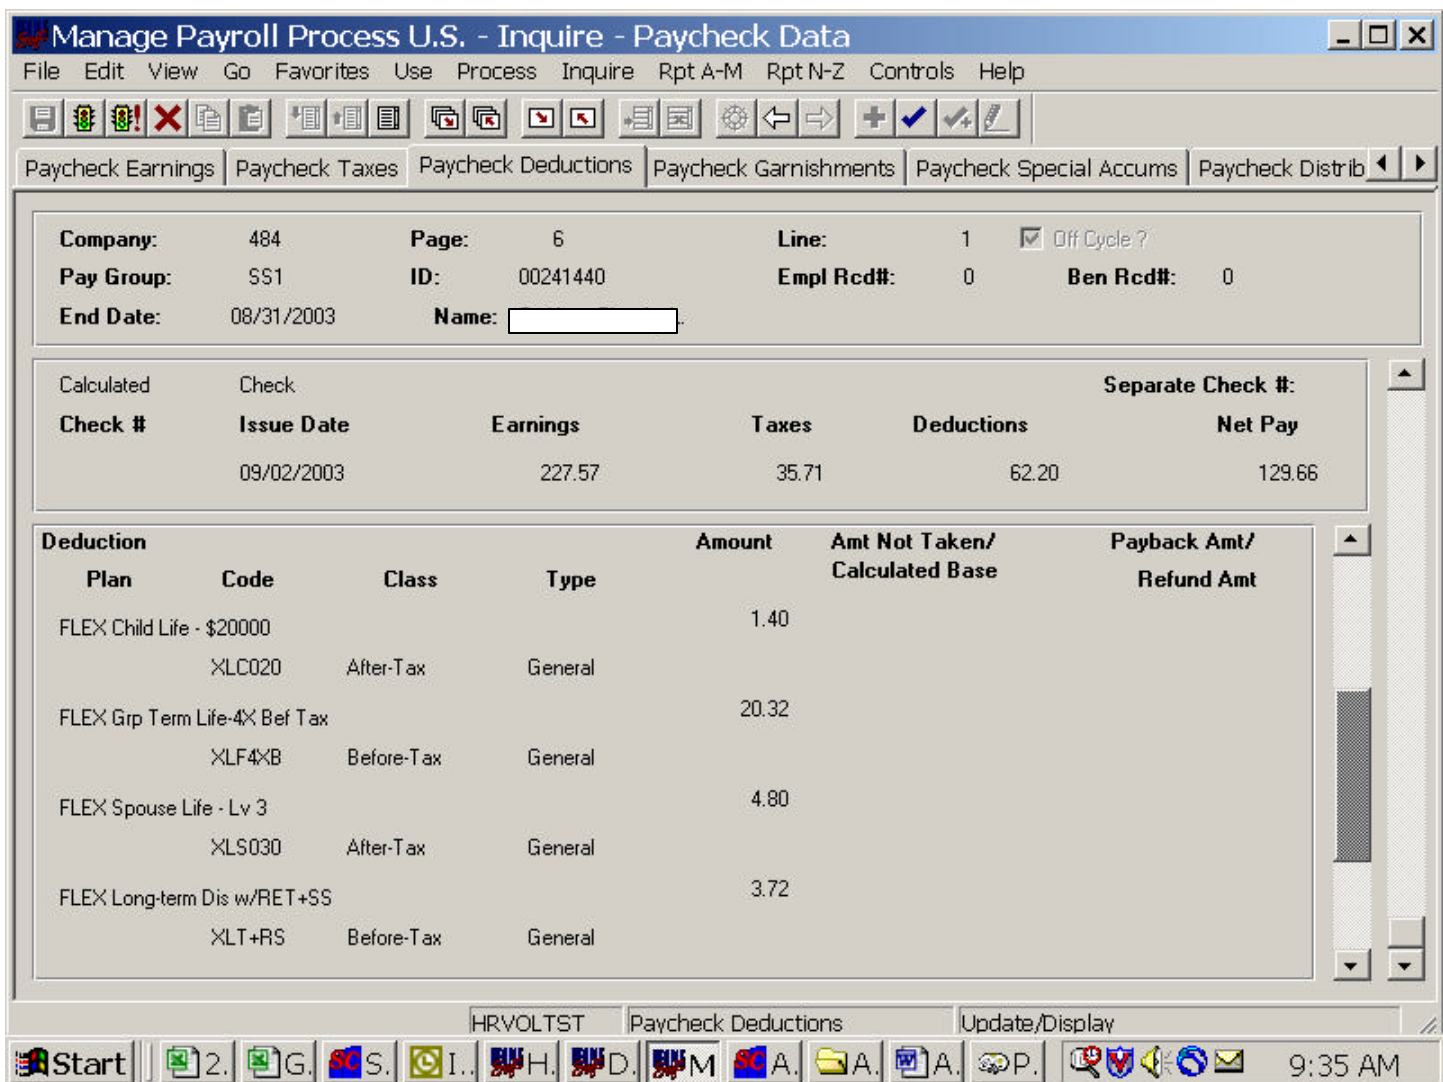 Manage Payroll Process U.S. - Inquire - Paycheck Data
File Edit View Go Favorites Use Process Inquire Rpt A-M Rpt N-Z Controls Help
Paycheck Earnings Paycheck Taxes Paycheck Deductions Paycheck Garnishments Paycheck Special Accums Paycheck Distrib
Company: 484 Page: 6 Line: 1 Off Cycle ?
Pay Group: SS1 ID: 00241440 Empl Rcd#: 0 Ben Rcd#: 0
End Date: 08/31/2003 Name:
Calculated Check Separate Check #:
Check # Issue Date Earnings Taxes Deductions Net Pay
09/02/2003 227.57 35.71 62.20 129.66
Deduction Amount Amt Not Taken/ Payback Amt/
Plan Code Class Type Calculated Base Refund Amt
FLEX Child Life - $20000 1.40
XLC020 After-Tax General
FLEX Grp Term Life-4X Bef Tax 20.32
XLF4XB Before-Tax General
FLEX Spouse Life - Lv 3 4.80
XLS030 After-Tax General
FLEX Long-term Dis w/RET+SS 3.72
XLT+RS Before-Tax General
HRVOLTST Paycheck Deductions Update/Display
Start 2. G. S. I.. H. D. M A. A. A. P. 9:35 AM